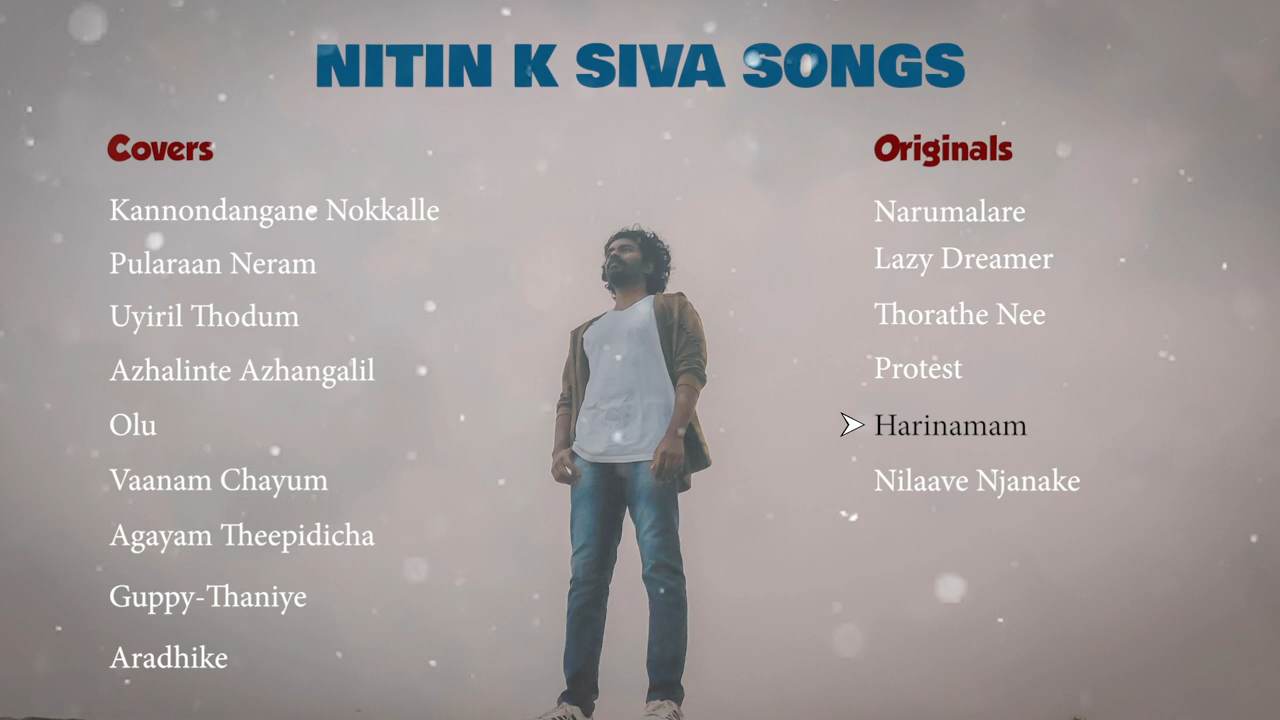 NITIN K SIVA SONGS
Covers
Kannondangane Nokkalle
Pularaan Neram
Uyiril Thodum
Azhalinte Azhangalil
Olu
Vaanam Chayum
Agayam Theepidicha
Guppy-Thaniye
Aradhike
Originals
Narumalare
Lazy Dreamer
Thorathe Nee
Protest
Harinamam
Nilaave Njanake